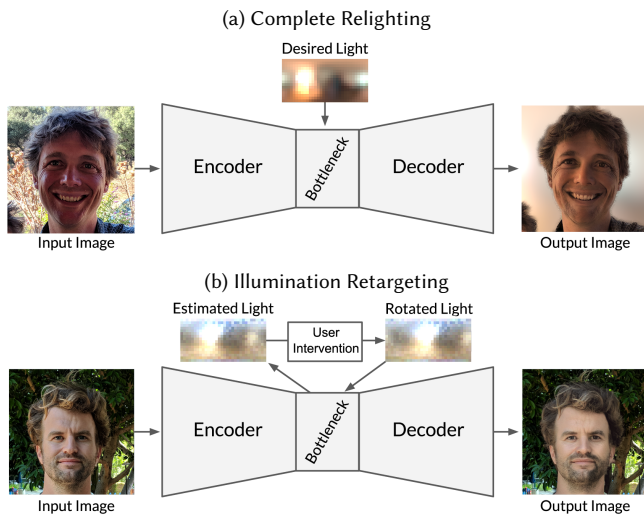 (a) Complete Relighting
Desired Light
Encoder
Bottleneck
Decoder
Input Image
Output Image
(b) Illumination Retargeting
Estimated Light
User
Intervention
Rotated Light
Encoder
Bottleneck
Decoder
Input Image
Output Image